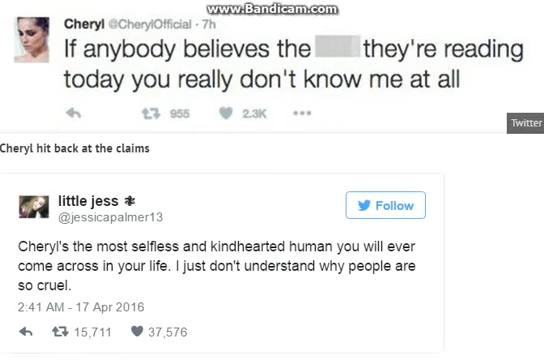 www.Bandicam.com
Cheryl @CherylOfficial · 7h
If anybody believes the they're reading
today you really don't know me at all
955 2.3K
Twitter
Cheryl hit back at the claims
little jess
@jessicapalmer13
Follow
Cheryl's the most selfless and kindhearted human you will ever
come across in your life. I just don't understand why people are
so cruel.
2:41 AM - 17 Apr 2016
15,711 37,576